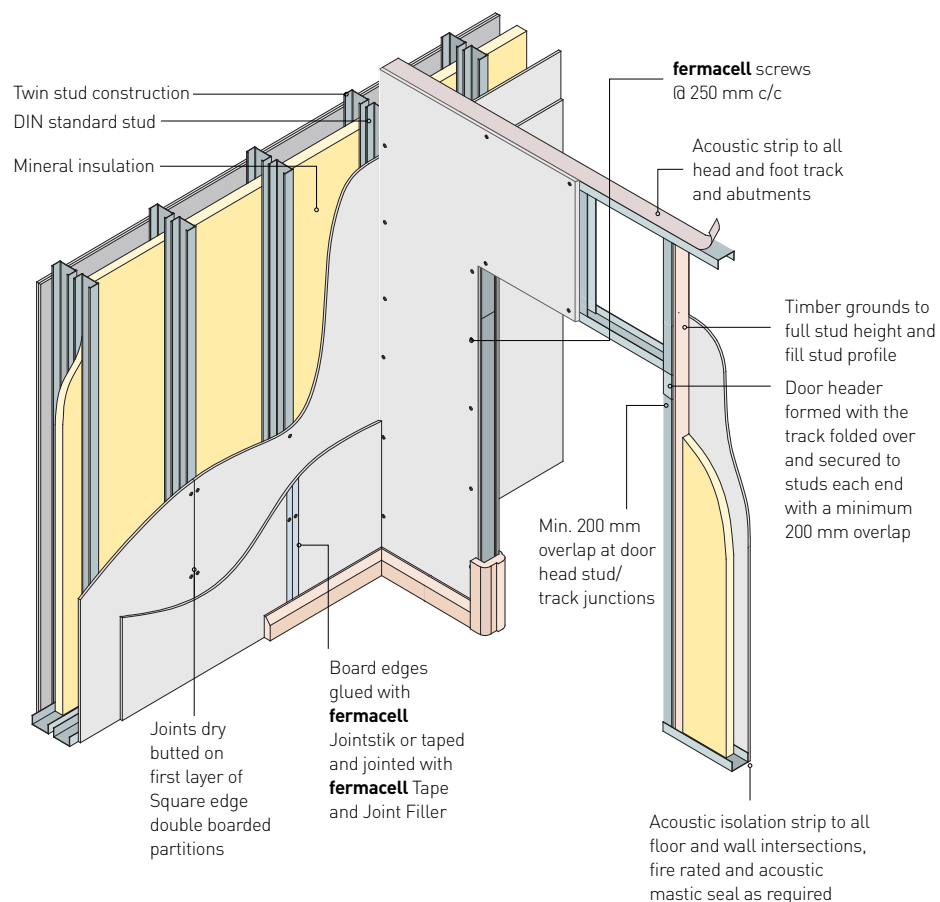 Twin stud construction
DIN standard stud
Mineral insulation
fermacell screws
@ 250 mm c/c
Acoustic strip to all
head and foot track
and abutments
Timber grounds to
full stud height and
fill stud profile
Door header
formed with the
track folded over
and secured to
studs each end
with a minimum
200 mm overlap
Min. 200 mm
overlap at door
head stud/
track junctions
Board edges
glued with
fermacell
Jointstik or taped
and jointed with
fermacell Tape
and Joint Filler
Joints dry
butted on
first layer of
Square edge
double boarded
partitions
Acoustic isolation strip to all
floor and wall intersections,
fire rated and acoustic
mastic seal as required